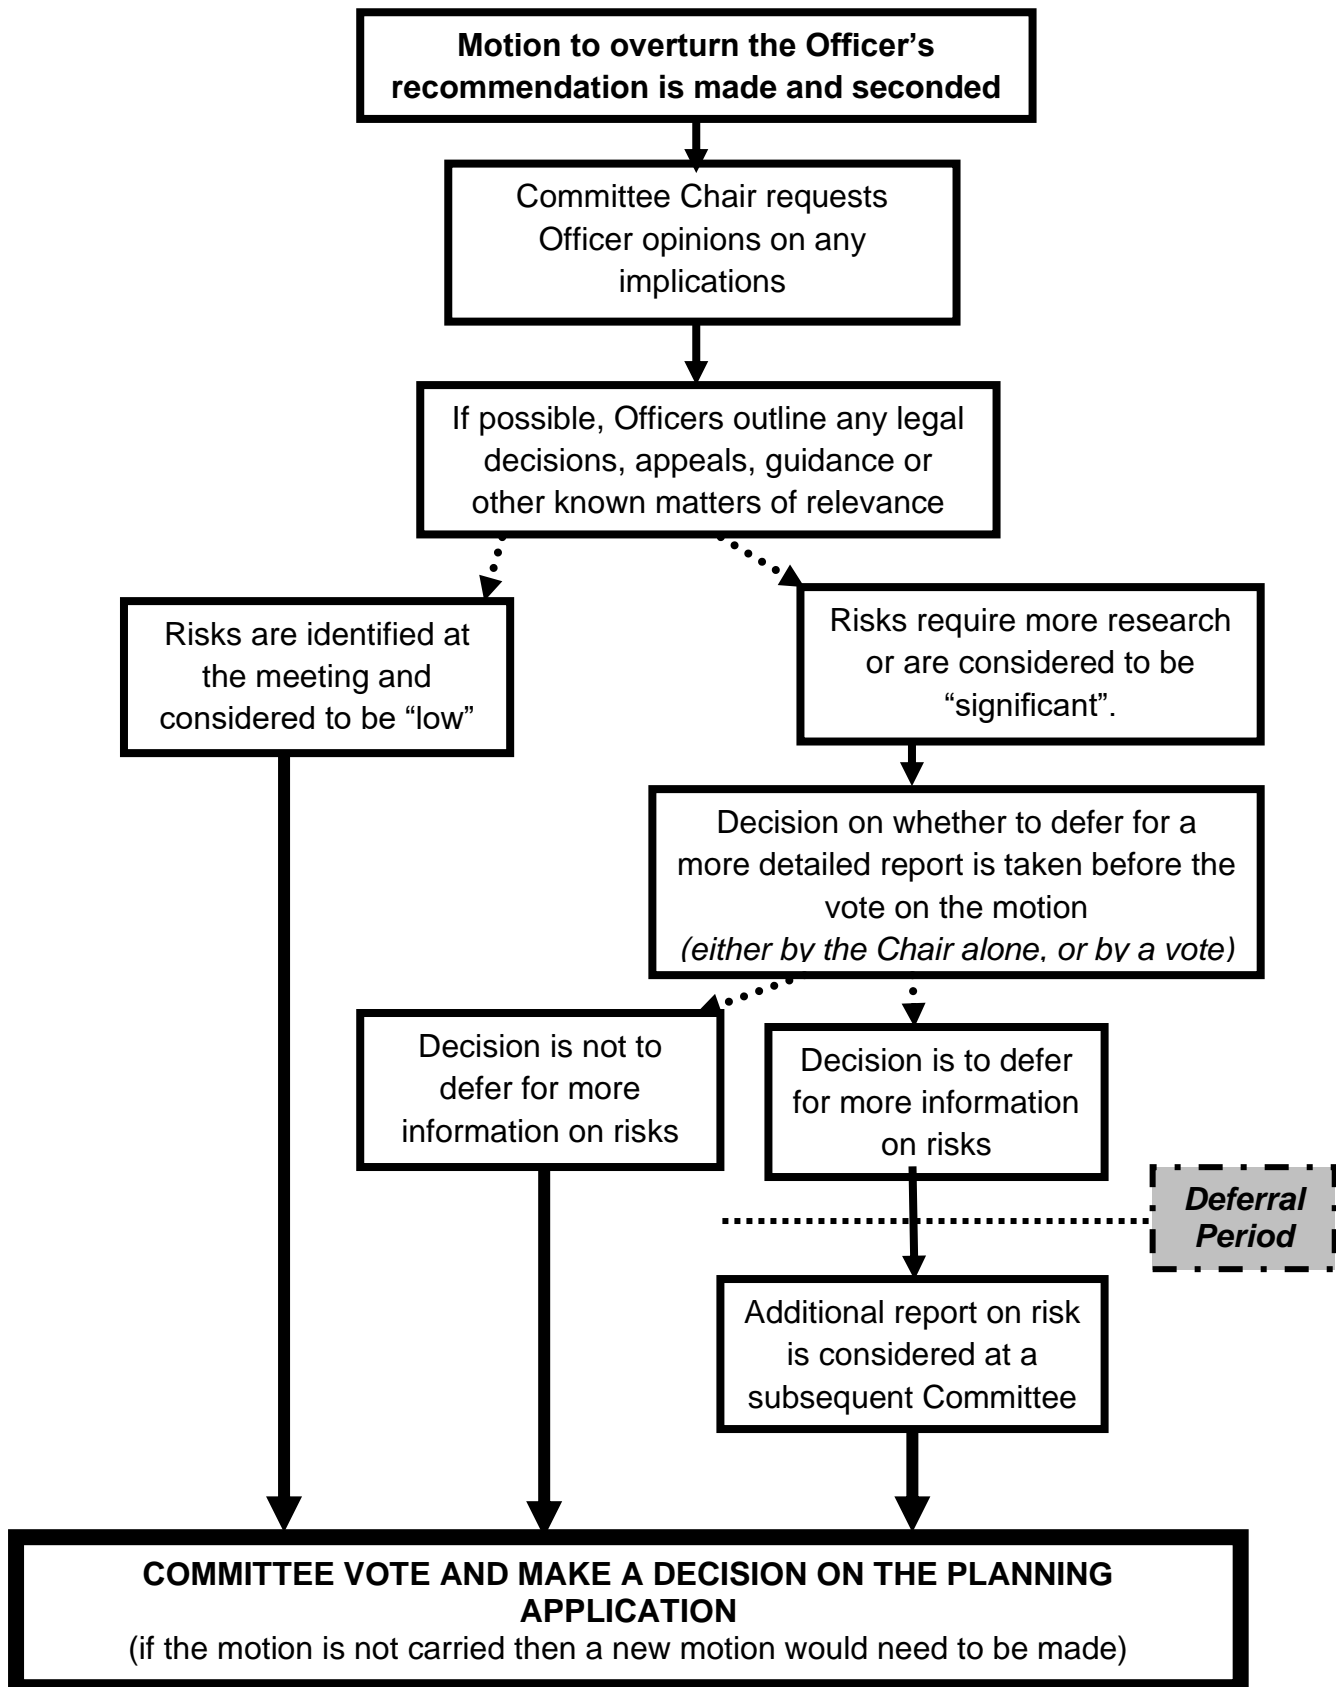 Motion to overturn the Officer’s
recommendation is made and seconded
Committee Chair requests
Officer opinions on any
implications
If possible, Officers outline any legal
decisions, appeals, guidance or
other known matters of relevance
Risks are identified at
the meeting and
considered to be “low”
Risks require more research
or are considered to be
“significant”.
Decision on whether to defer for a
more detailed report is taken before the
vote on the motion
(either by the Chair alone, or by a vote)
Decision is not to
defer for more
information on risks
Decision is to defer
for more information
on risks
Deferral
Period
Additional report on risk
is considered at a
subsequent Committee
COMMITTEE VOTE AND MAKE A DECISION ON THE PLANNING
APPLICATION
(if the motion is not carried then a new motion would need to be made)